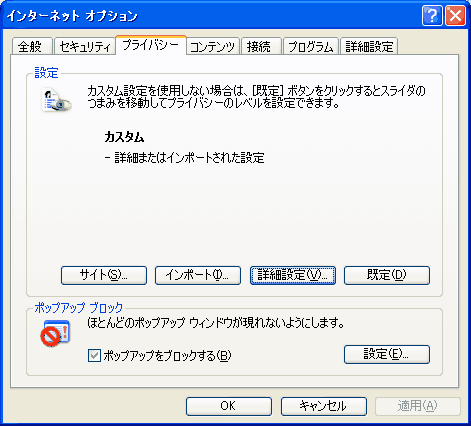 インターネット オプション
全般 セキュリティ プライバシー コンテンツ 接続 プログラム 詳細設定
設定
カスタム設定を使用しない場合は、[既定] ボタンをクリックするとスライダの
つまみを移動してプライバシーのレベルを設定できます。
カスタム
- 詳細またはインポートされた設定
サイト(S)... インポート(I)... 詳細設定(V)... 既定(D)
ポップアップ ブロック
ほとんどのポップアップ ウィンドウが現れないようにします。
ポップアップをブロックする(B) 設定(E)...
OK キャンセル 適用(A)